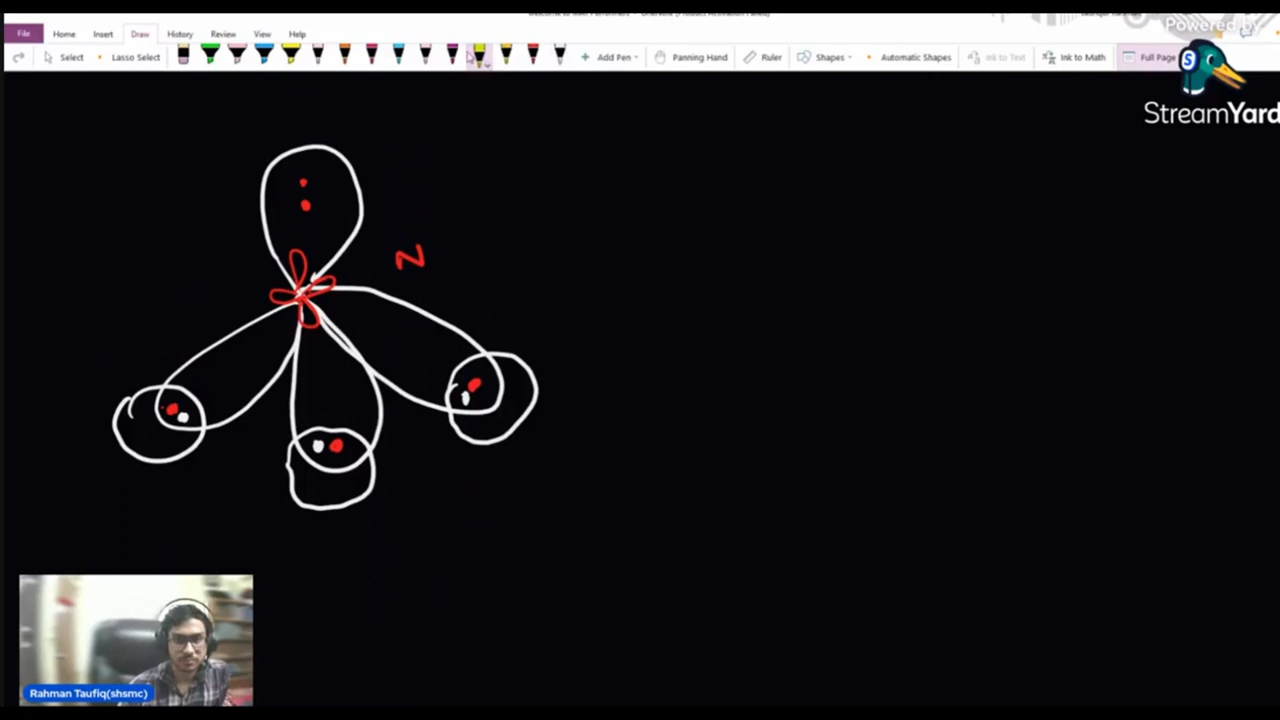 Powered by
File Home Insert Draw History Review View Help
Select Lasso Select Add Pen Panning Hand Ruler Shapes Automatic Shapes Ink to Text Ink to Math Full Page
StreamYard
N
Rahman Taufiq(shsmc)